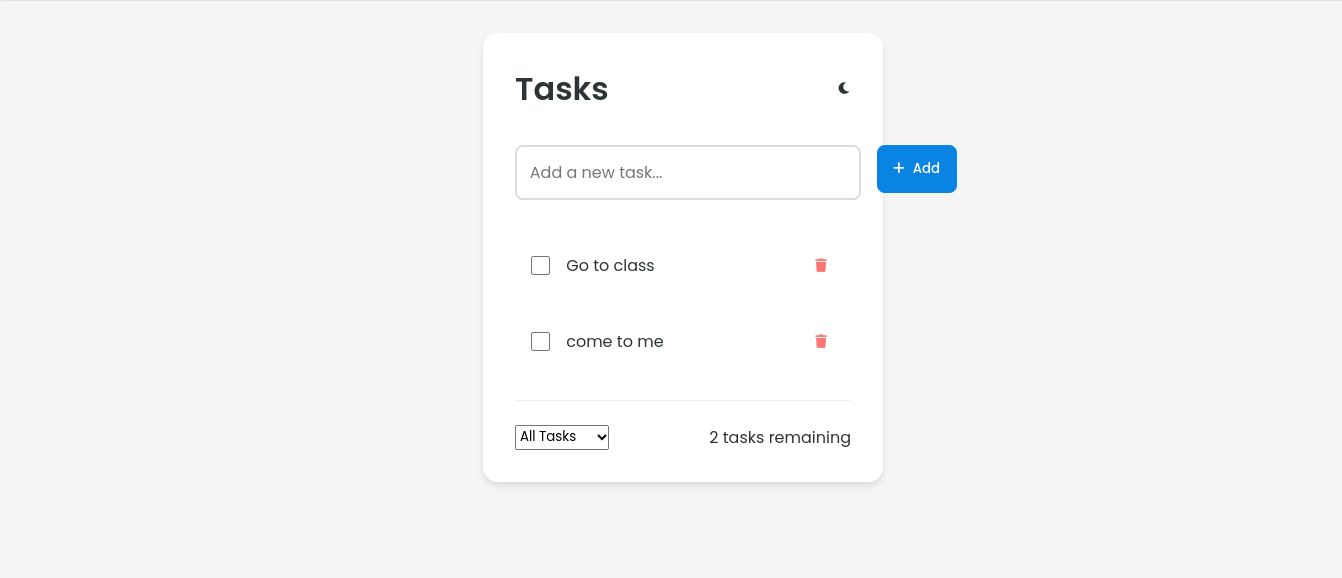 Tasks
Add a new task...
+ Add
Go to class
come to me
All Tasks
2 tasks remaining